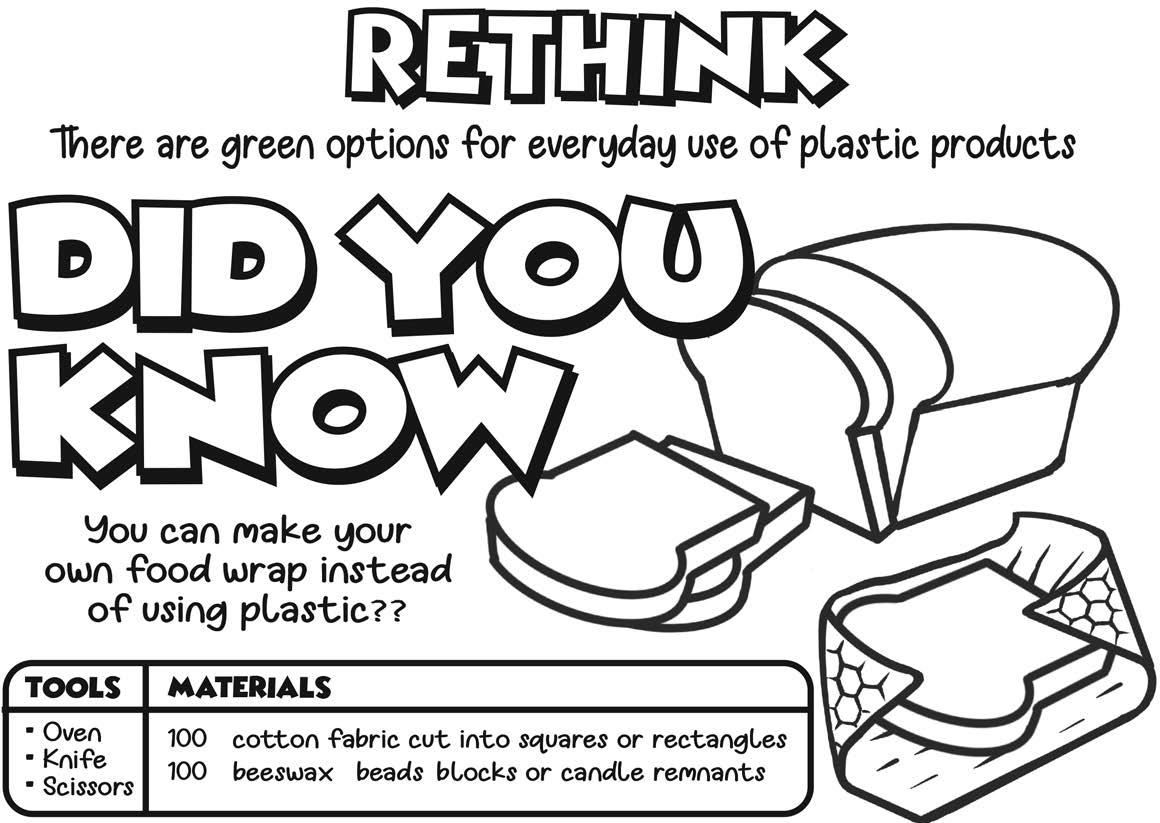 RETHINK
There are green options for everyday use of plastic products
DID YOU
KNOW
You can make your
own food wrap instead
of using plastic??
TOOLS
▪ Oven
▪ Knife
▪ Scissors
MATERIALS
100 cotton fabric cut into squares or rectangles
100 beeswax beads blocks or candle remnants